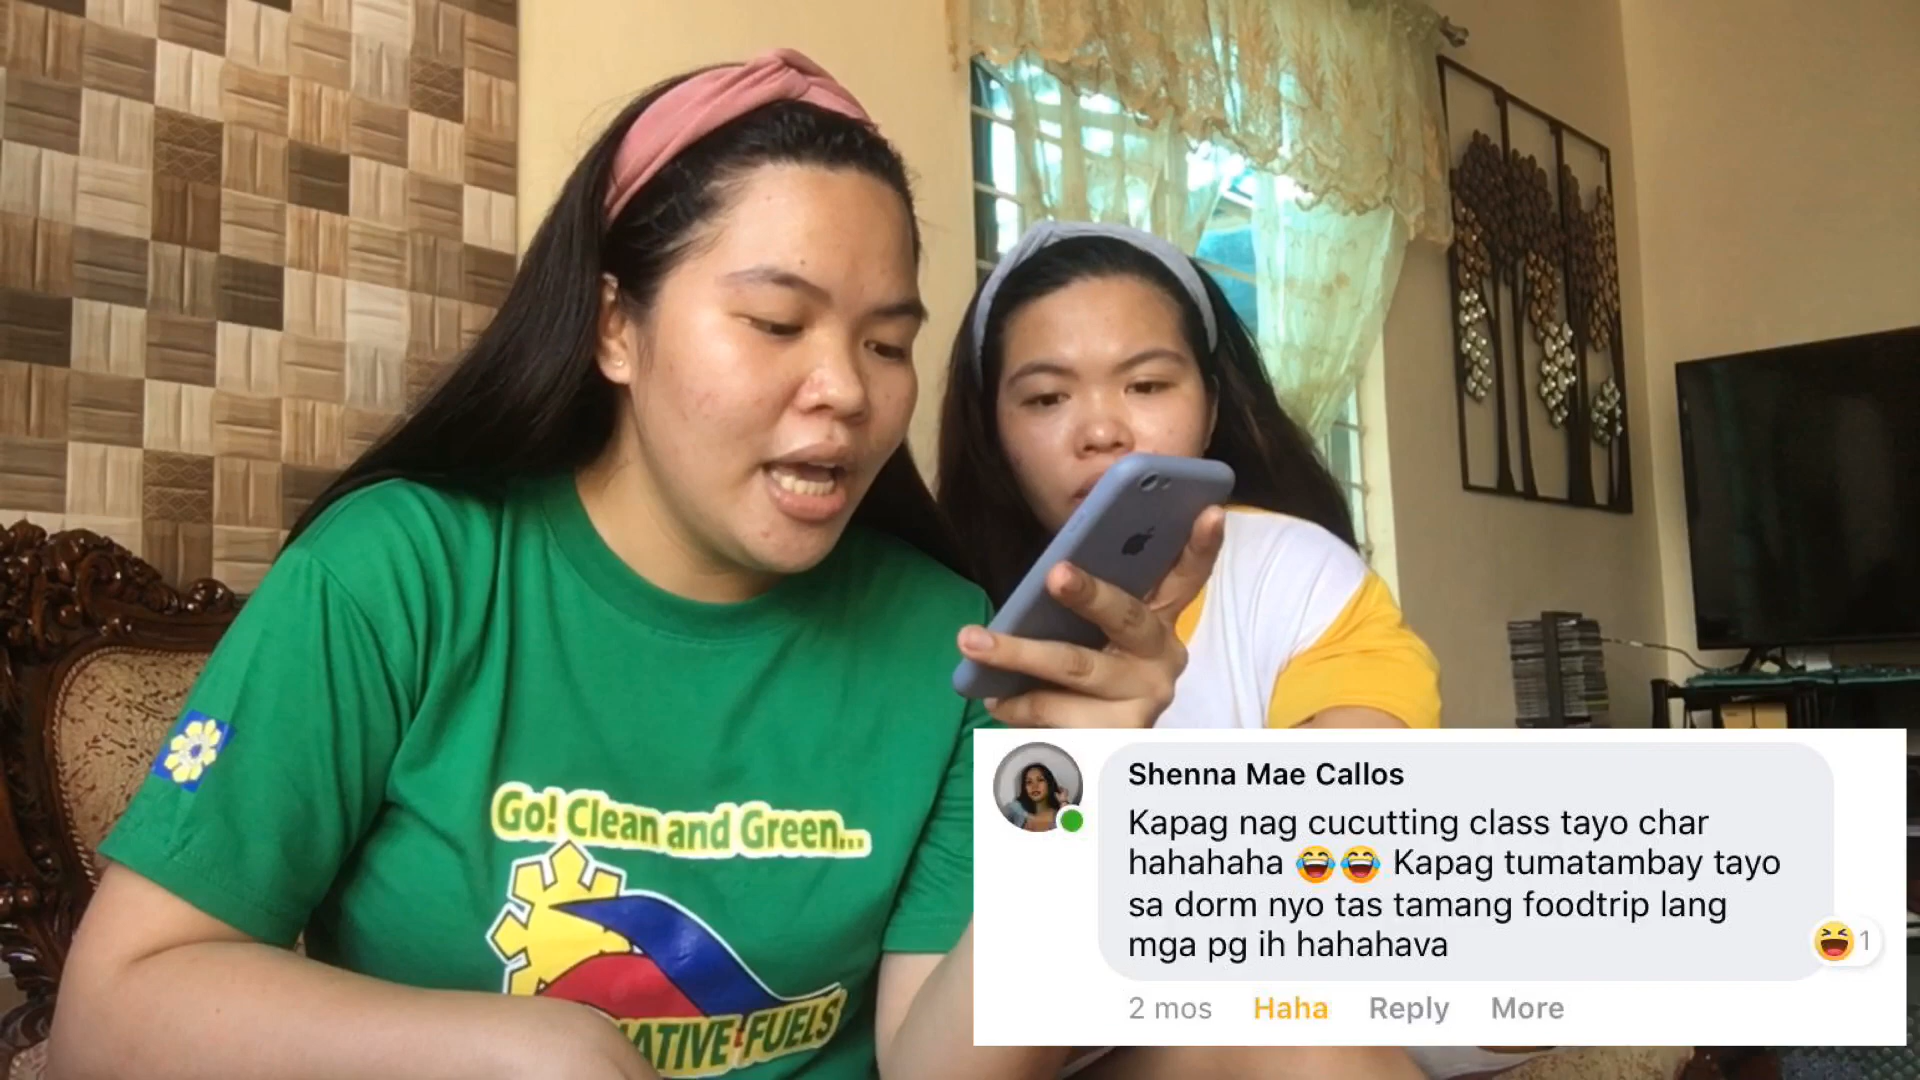 Go! Clean and Green...
ATIVE FUELS
Shenna Mae Callos
Kapag nag cucutting class tayo char
hahahaha 😂😂 Kapag tumatambay tayo
sa dorm nyo tas tamang foodtrip lang
mga pg ih hahahava
1
2 mos Haha Reply More